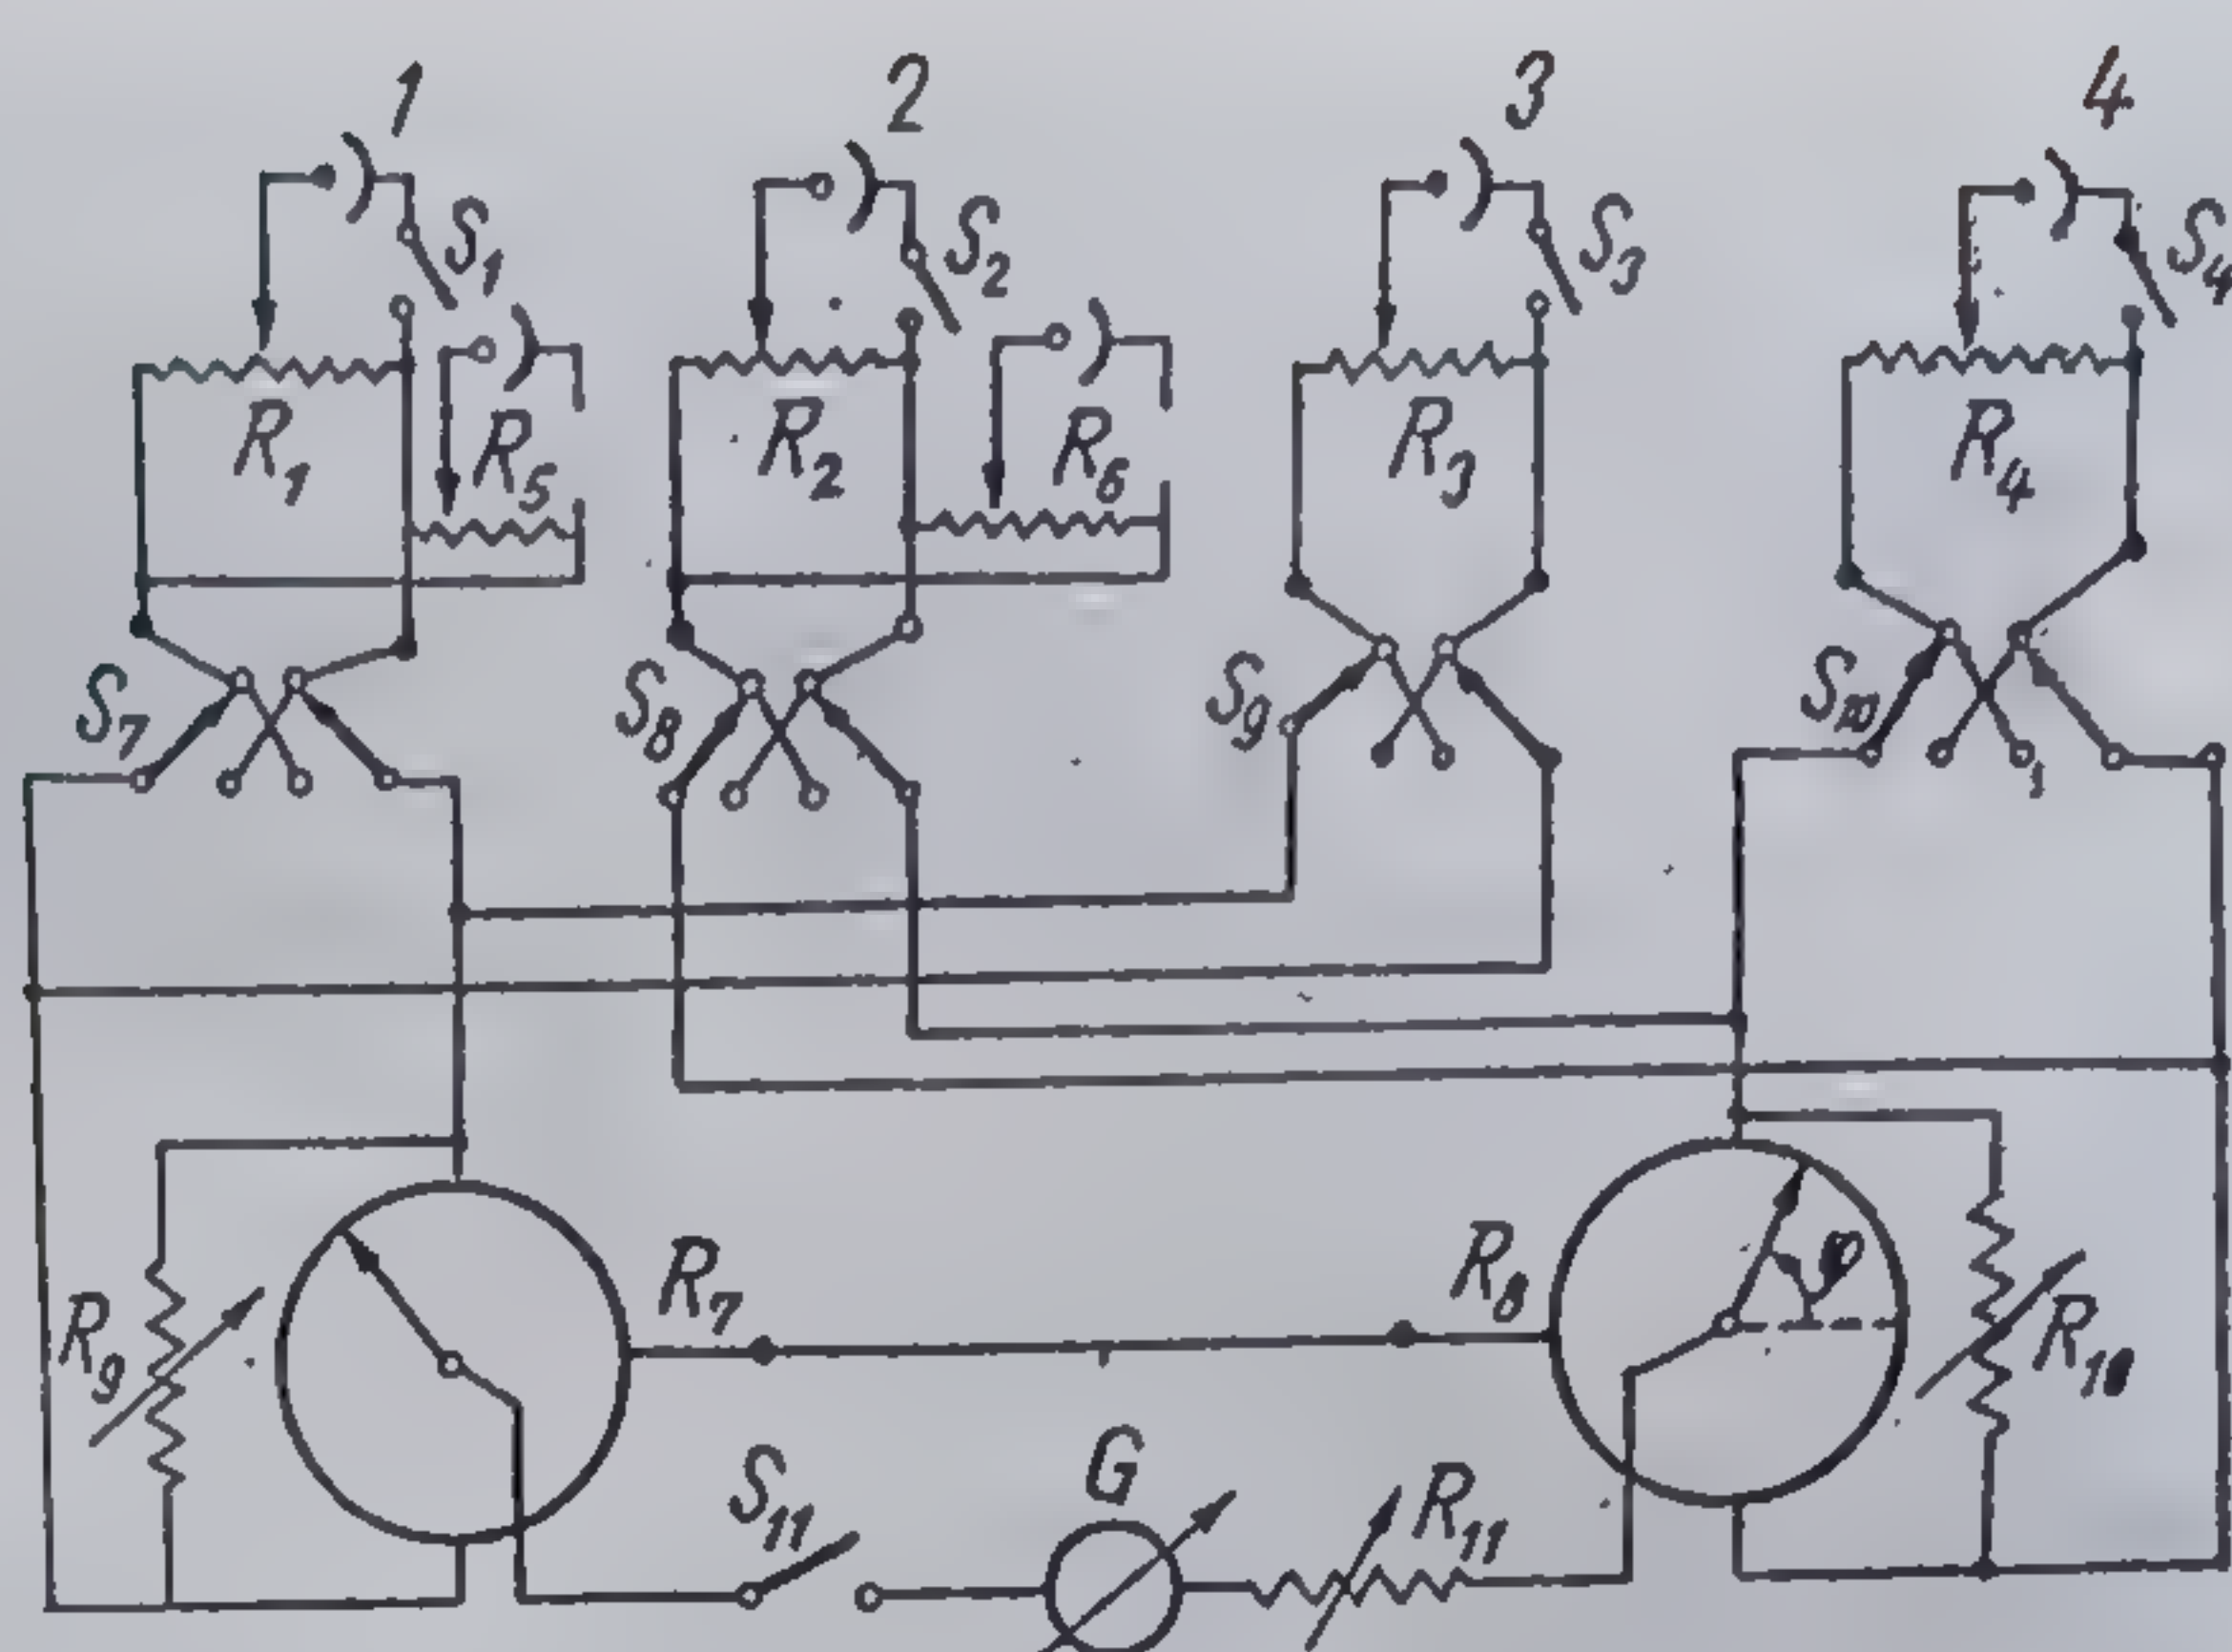 1 2 3 4
S1 S2 S3 S4
R1 R5 R2 R6 R3 R4
S7 S8 S9 S10
R7 R8 φ
R9 R10
S11 G R11